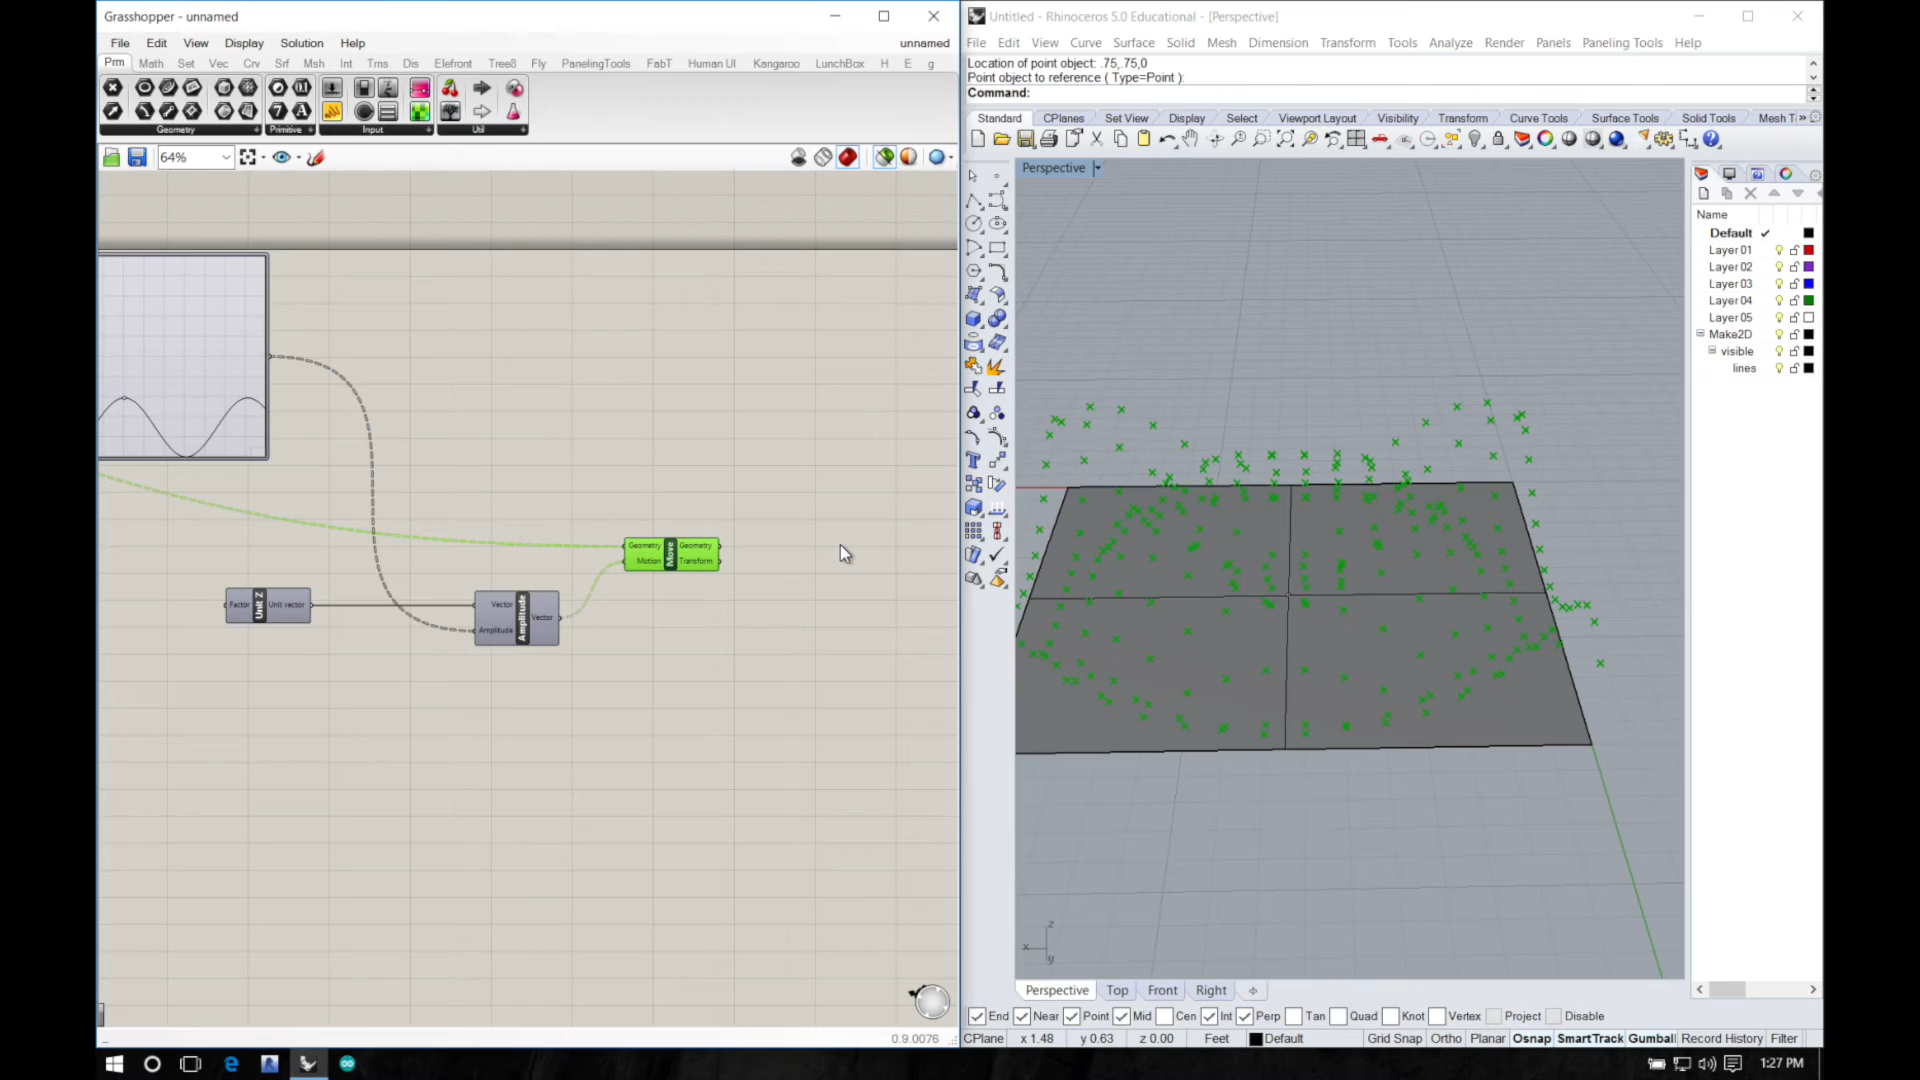 Grasshopper - unnamed
File Edit View Display Solution Help
unnamed
Prm Math Set Vec Crv Srf Msh Int Trns Dis Elefront Tree8 Fly PanelingTools FabT Human UI Kangaroo LunchBox H E g
Geometry Primitive Input Util
64%
Factor Unit Z Unit vector
Vector
Amplitude
Amplitude
Vector
Geometry
Motion
Move
Geometry
Transform
0.9.0076
Untitled - Rhinoceros 5.0 Educational - [Perspective]
File Edit View Curve Surface Solid Mesh Dimension Transform Tools Analyze Render Panels Paneling Tools Help
Location of point object: .75,.75,0
Point object to reference ( Type=Point ):
Command:
Standard CPlanes Set View Display Select Viewport Layout Visibility Transform Curve Tools Surface Tools Solid Tools Mesh T
Perspective
Name
Default
Layer 01
Layer 02
Layer 03
Layer 04
Layer 05
Make2D
visible
lines
z
x
y
Perspective Top Front Right
End Near Point Mid Cen Int Perp Tan Quad Knot Vertex Project Disable
CPlane x 1.48 y 0.63 z 0.00 Feet Default Grid Snap Ortho Planar Osnap SmartTrack Gumball Record History Filter
1:27 PM